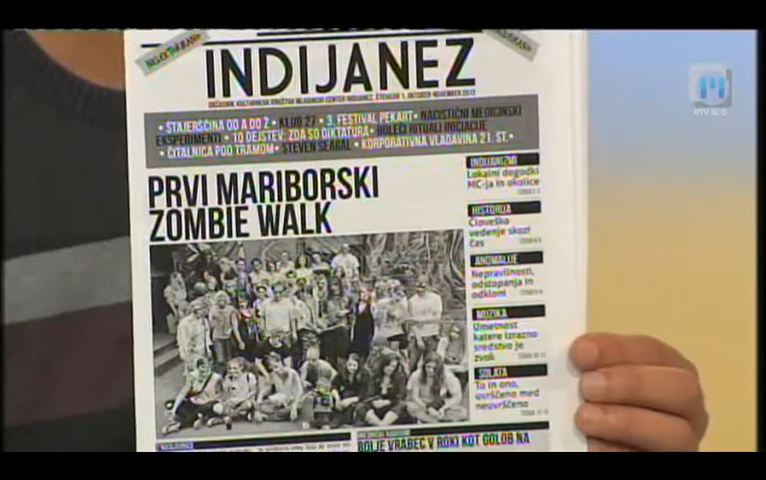 INDIJANEZ
• ŠTAJERŠČINA OD A DO Ž • KLUB 27 • 3. FESTIVAL PEKART • NACISTIČNI MEDICINSKI
EKSPERIMENTI • 10 DEJSTEV: ZDA SO DIKTATURA • BOLEČI RITUALI INICIACIJE
• ČITALNICA POD TRAMOM • STEVEN SEAGAL • KORPORATIVNA VLADAVINA 21. ST. •
PRVI MARIBORSKI
ZOMBIE WALK
INDIJANIZMI
Lokalni dogodki
MC-ja in okolice
HISTORIJA
Človeško
vedenje skozi
čas
ANOMALIJE
Nepravilnosti,
odstopanja in
odkloni
MUZIKA
Umetnost
katere izrazno
sredstvo je
zvok
SOLATA
To in ono,
uvrščeno med
neuvrščeno
BOLJE VRABEC V ROKI KOT GOLOB NA